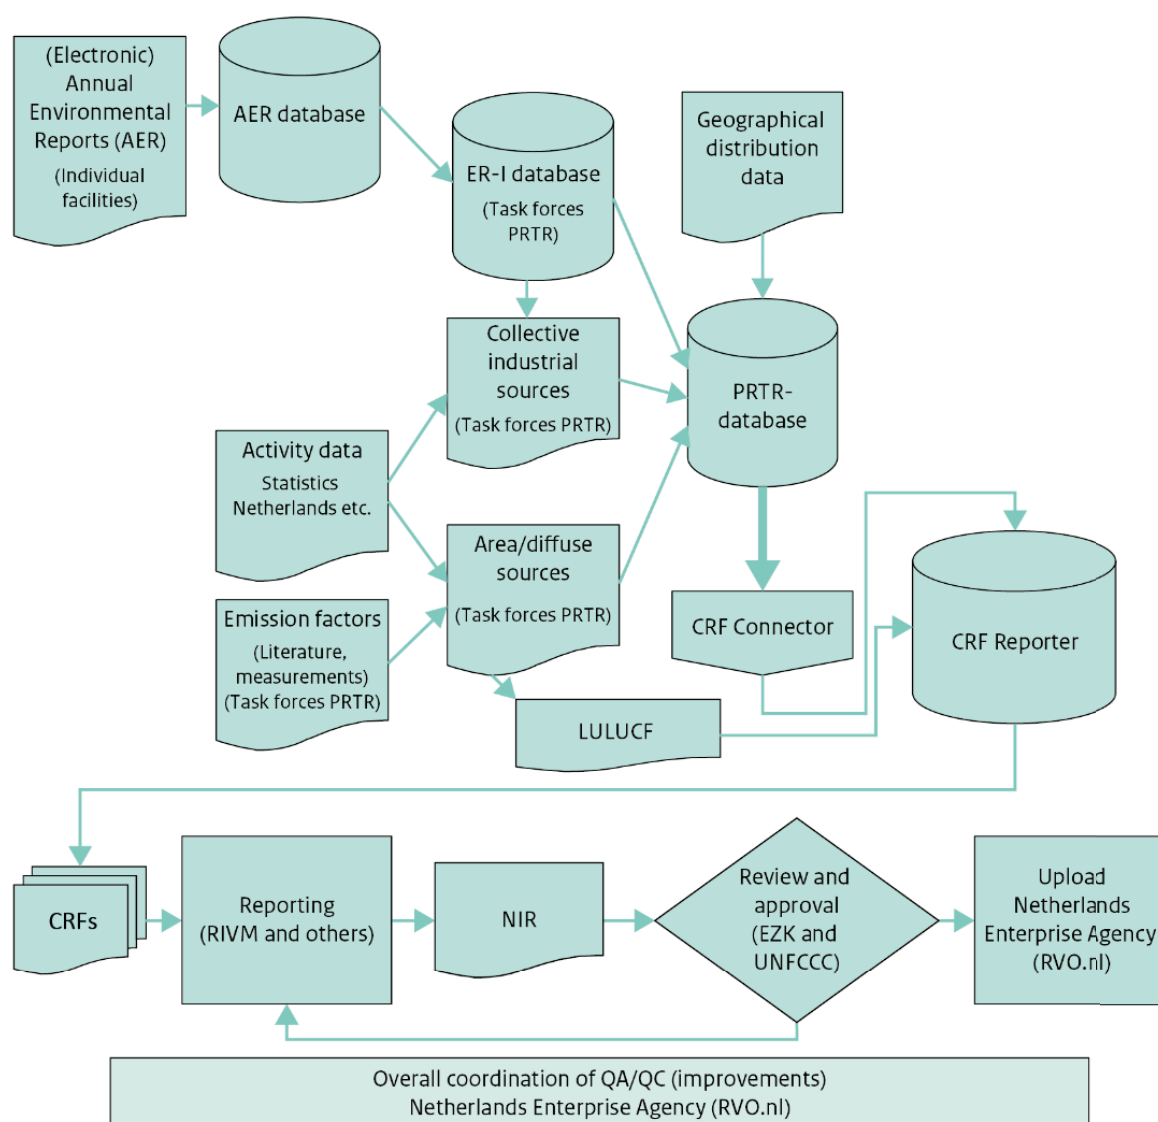 (Electronic)
Annual
Environmental
Reports (AER)
(Individual
facilities)
AER database
ER-I database
(Task forces
PRTR)
Geographical
distribution
data
Collective
industrial
sources
(Task forces PRTR)
PRTR-
database
Activity data
Statistics
Netherlands etc.
Area/diffuse
sources
(Task forces PRTR)
Emission factors
(Literature,
measurements)
(Task forces PRTR)
CRF Connector
CRF Reporter
LULUCF
CRFs
Reporting
(RIVM and others)
NIR
Review and
approval
(EZK and
UNFCCC)
Upload
Netherlands
Enterprise Agency
(RVO.nl)
Overall coordination of QA/QC (improvements)
Netherlands Enterprise Agency (RVO.nl)